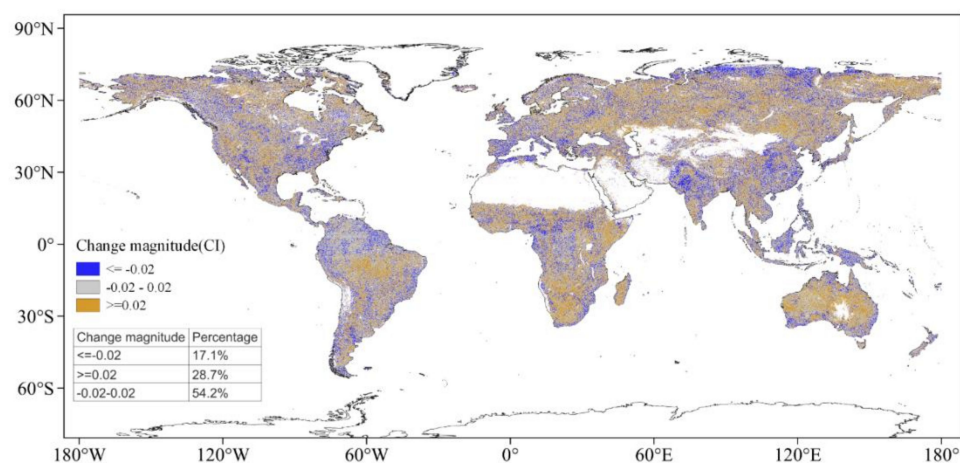 90°N
60°N
30°N
0°
30°S
60°S
Change magnitude(CI)
<= -0.02
-0.02 - 0.02
>=0.02
Change magnitude Percentage
<=-0.02 17.1%
>=0.02 28.7%
-0.02-0.02 54.2%
180°W 120°W 60°W 0° 60°E 120°E 180°E